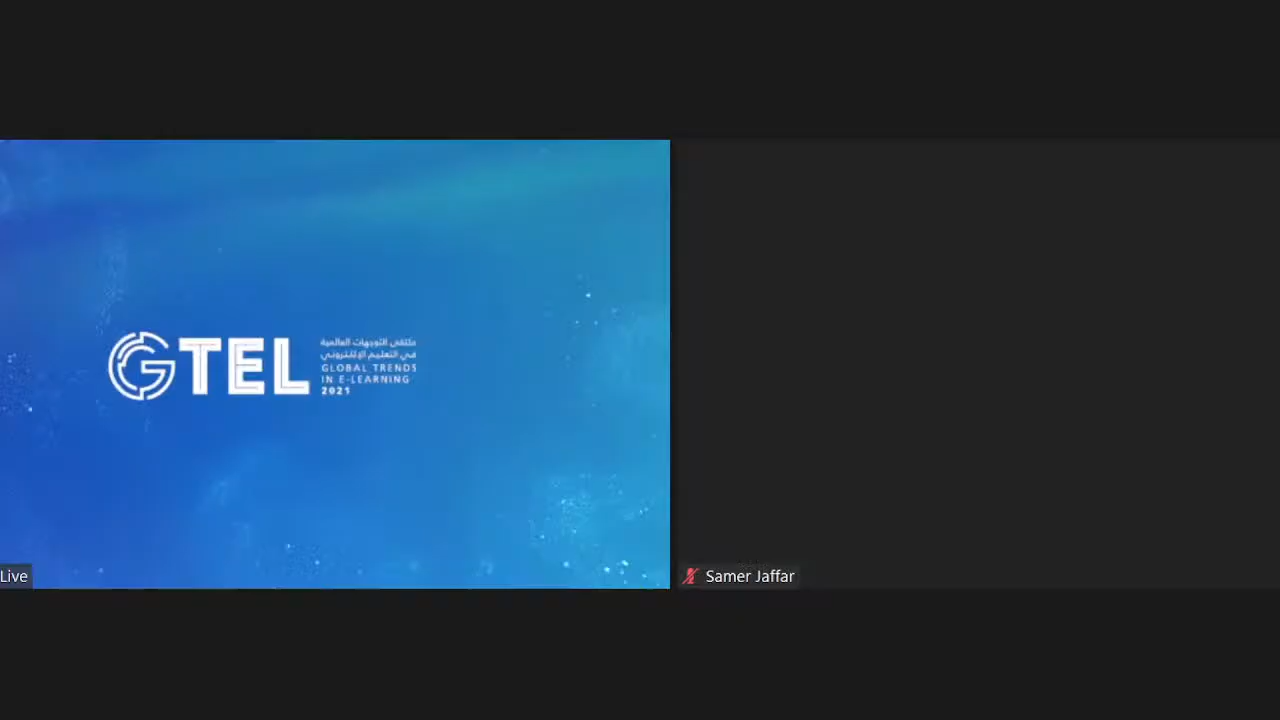 GTEL
ملتقى التوجهات العالمية
في التعليم الإلكتروني
GLOBAL TRENDS
IN E-LEARNING
2021
Live
Samer Jaffar